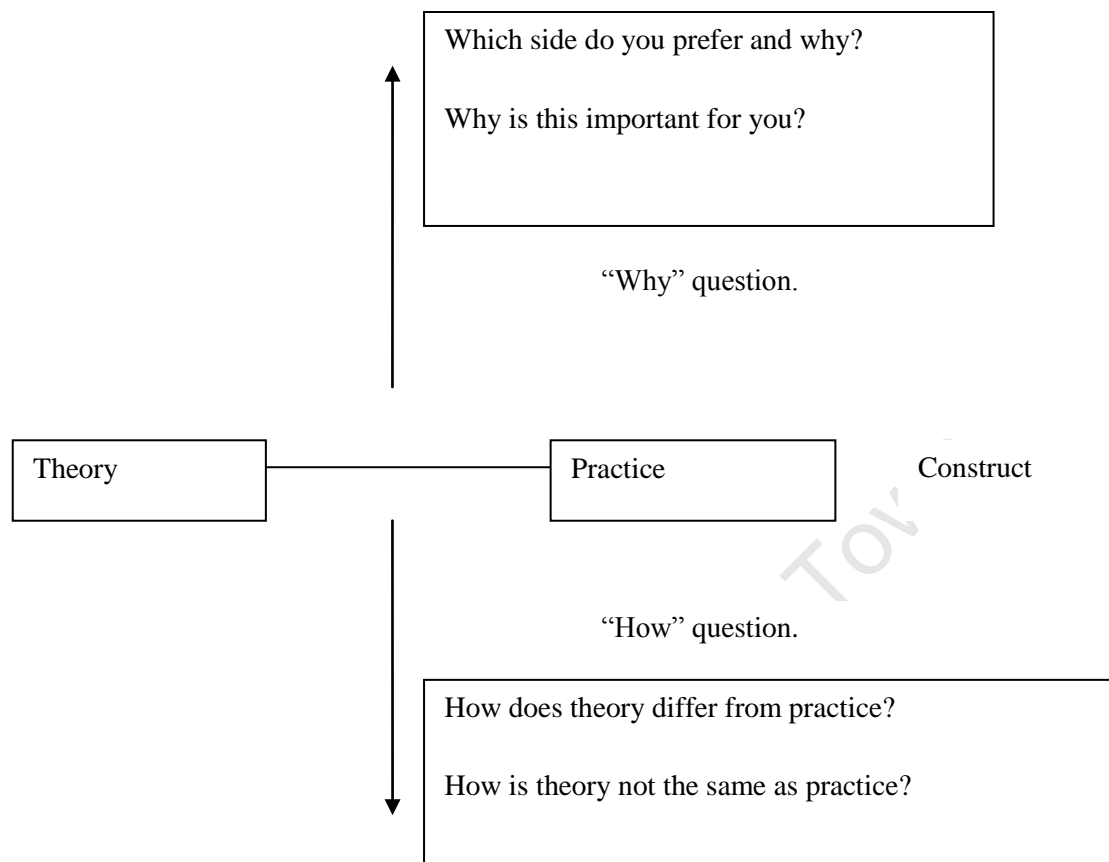 Which side do you prefer and why?
Why is this important for you?
“Why” question.
Theory
Practice
Construct
“How” question.
How does theory differ from practice?
How is theory not the same as practice?